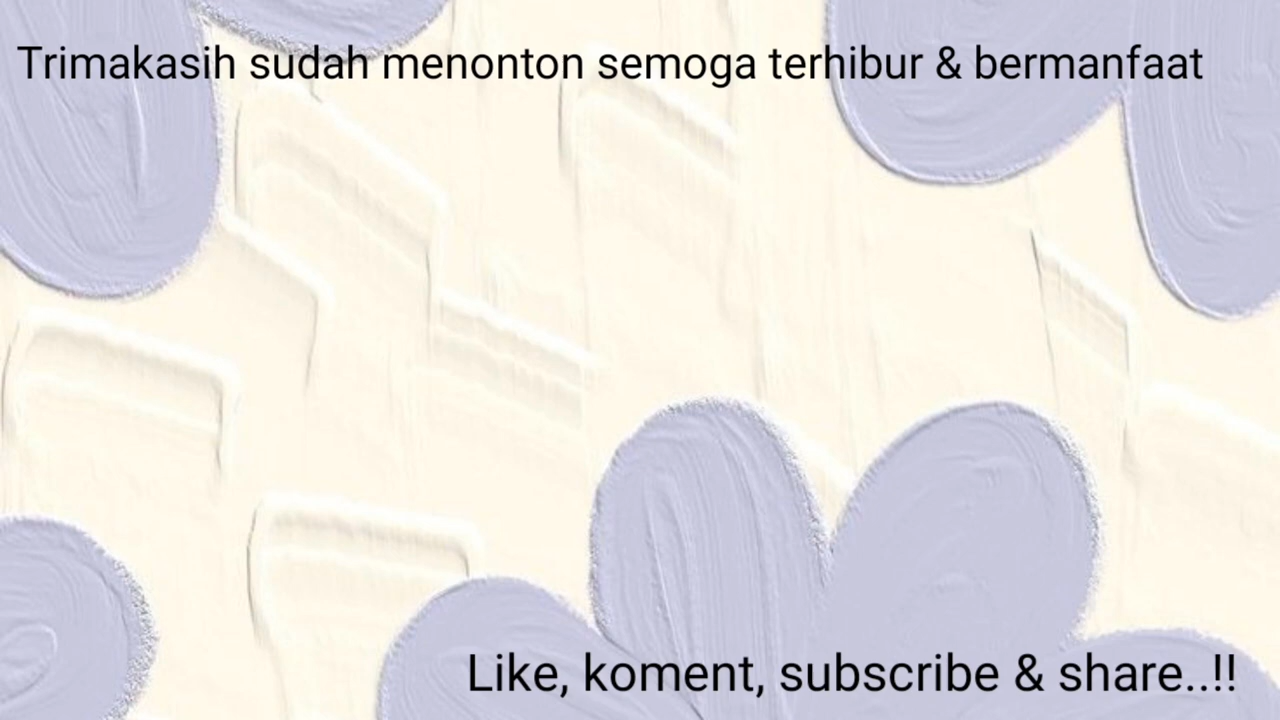 Trimakasih sudah menonton semoga terhibur & bermanfaat
Like, koment, subscribe & share..!!